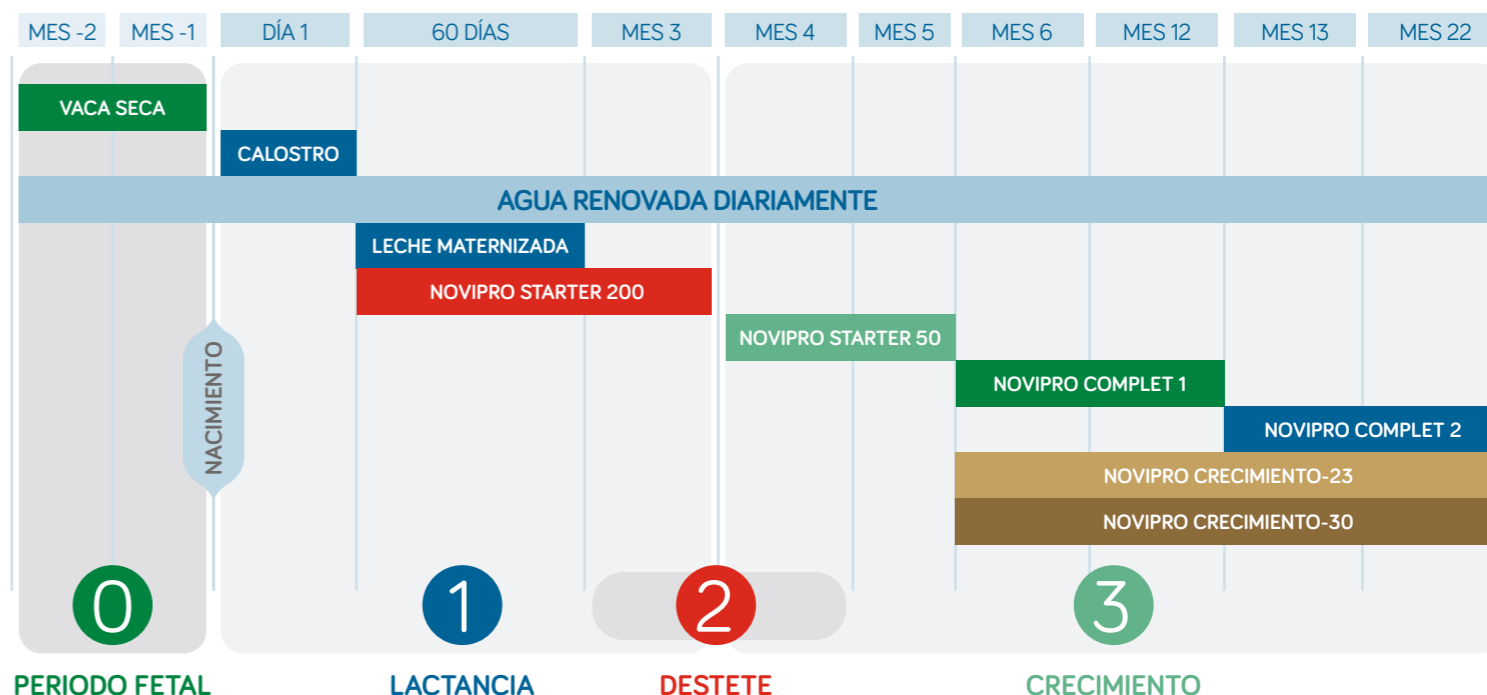 MES -2 MES -1 DÍA 1 60 DÍAS MES 3 MES 4 MES 5 MES 6 MES 12 MES 13 MES 22
VACA SECA
CALOSTRO
AGUA RENOVADA DIARIAMENTE
LECHE MATERNIZADA
NOVIPRO STARTER 200
NOVIPRO STARTER 50
NACIMIENTO
NOVIPRO COMPLET 1
NOVIPRO COMPLET 2
NOVIPRO CRECIMIENTO-23
NOVIPRO CRECIMIENTO-30
0 1 2 3
PERIODO FETAL LACTANCIA DESTETE CRECIMIENTO